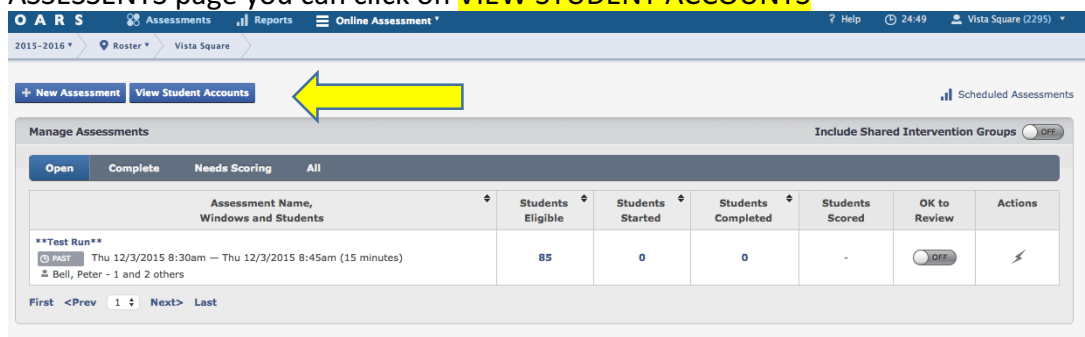 ASSESSENTS page you can click on VIEW STUDENT ACCOUNTS
O A R S Assessments Reports Online Assessment ? Help 24:49 Vista Square (2295)
2015-2016 Roster Vista Square
+ New Assessment View Student Accounts Scheduled Assessments
Manage Assessments Include Shared Intervention Groups OFF
Open Complete Needs Scoring All
Assessment Name, Students Students Students Students OK to Actions
Windows and Students Eligible Started Completed Scored Review
**Test Run**
PAST Thu 12/3/2015 8:30am — Thu 12/3/2015 8:45am (15 minutes) 85 0 0 - OFF
Bell, Peter - 1 and 2 others
First <Prev 1 Next> Last